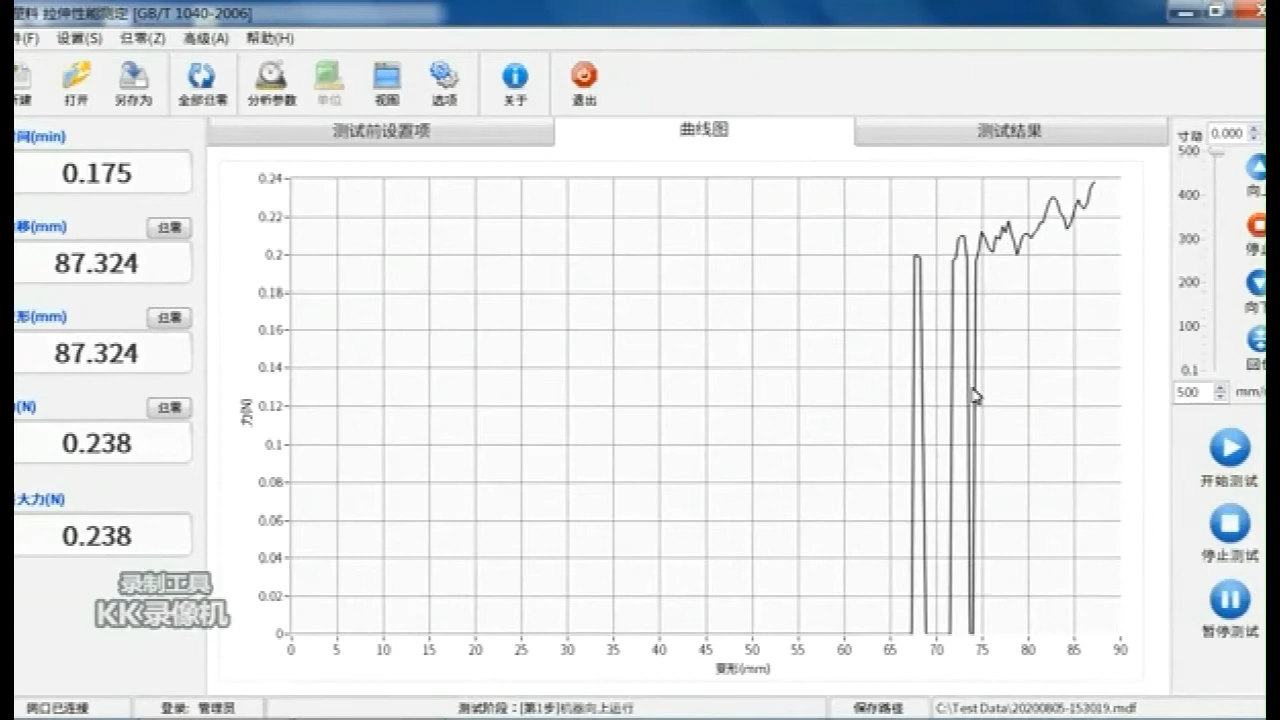 塑料 拉伸性能测定 [GB/T 1040-2006]
件(F) 设置(S) 归零(Z) 高级(A) 帮助(H)
新建 打开 另存为 全部归零 分析参数 单位 视图 选项 关于 退出
测试前设置项 曲线图 测试结果
间(min)
0.175
移(mm) 归零
87.324
形(mm) 归零
87.324
(N) 归零
0.238
大力(N)
0.238
录制工具
KK录像机
0.24
0.22
0.2
0.18
0.16
0.14
0.12
0.1
0.08
0.06
0.04
0.02
0
力(N)
0 5 10 15 20 25 30 35 40 45 50 55 60 65 70 75 80 85 90
变形(mm)
寸动 0.000
500
400
300
200
100
0.1
向上
停止
向下
回位
500 mm/
开始测试
停止测试
暂停测试
网口已连接 登录: 管理员 测试阶段：[第1步]机器向上运行 保存路径 C:\Test Data\20200805-153019.mdf